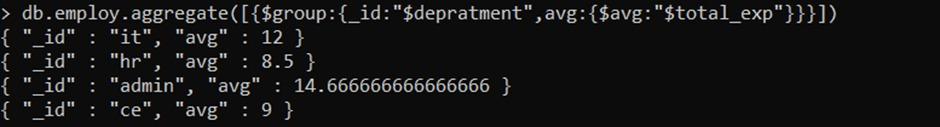 > db.employ.aggregate([{$group:{_id:"$depratment",avg:{$avg:"$total_exp"}}}])
{ "_id" : "it", "avg" : 12 }
{ "_id" : "hr", "avg" : 8.5 }
{ "_id" : "admin", "avg" : 14.666666666666666 }
{ "_id" : "ce", "avg" : 9 }